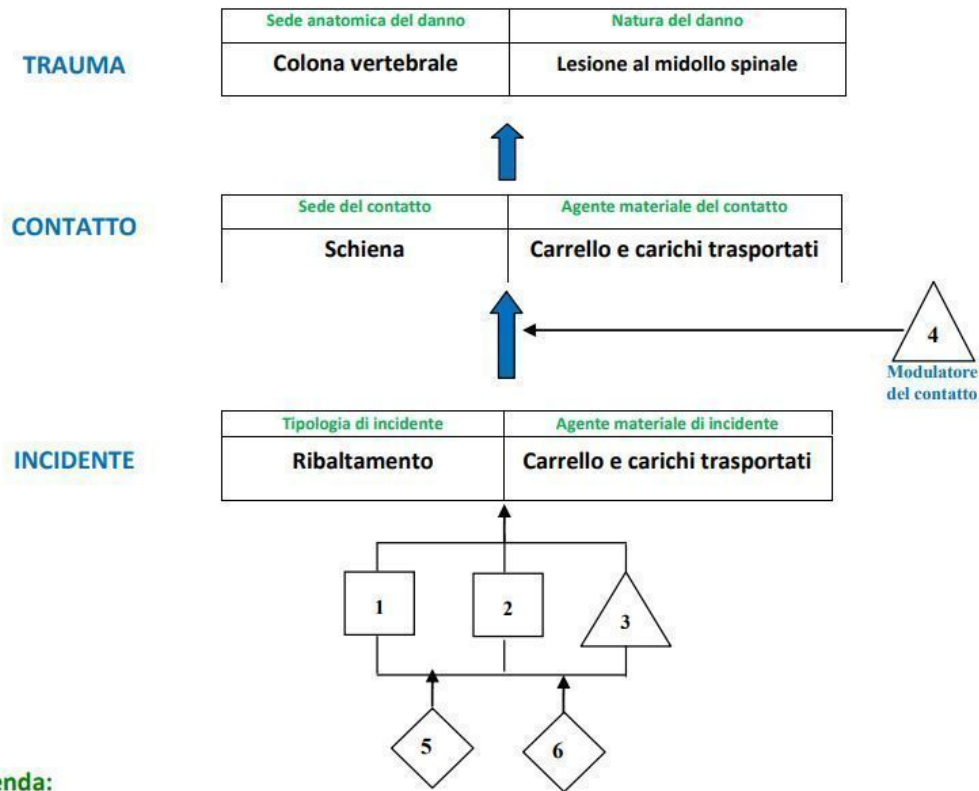 Sede anatomica del danno Natura del danno
TRAUMA Colona vertebrale Lesione al midollo spinale
Sede del contatto Agente materiale del contatto
CONTATTO Schiena Carrello e carichi trasportati
4
Modulatore
del contatto
Tipologia di incidente Agente materiale di incidente
INCIDENTE Ribaltamento Carrello e carichi trasportati
1 2 3
5 6
enda: